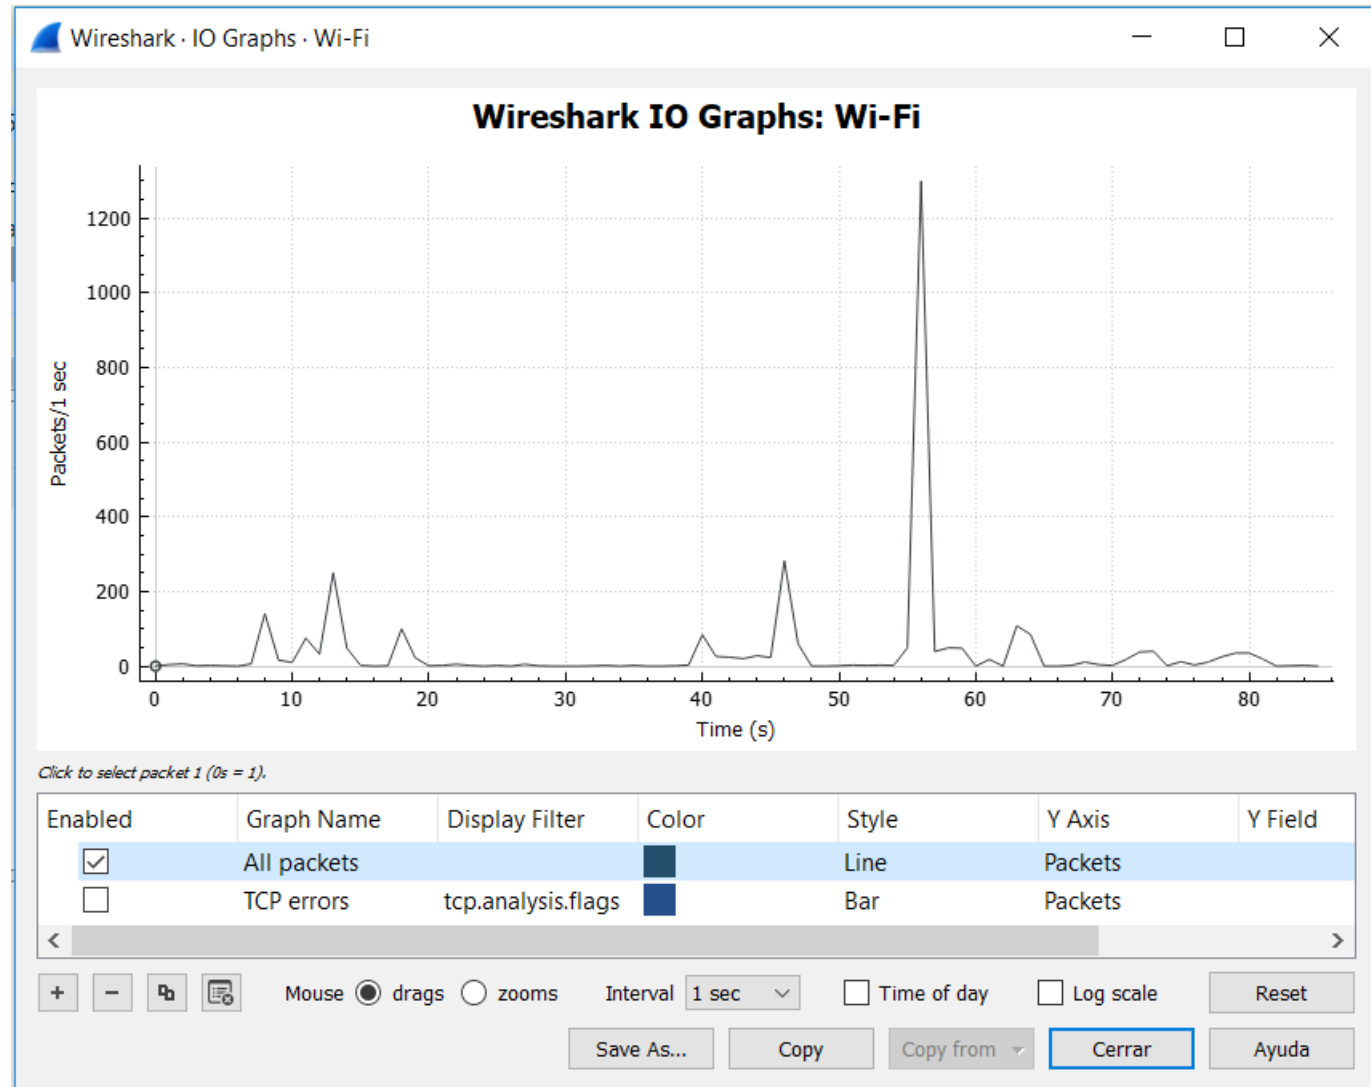 Wireshark · IO Graphs · Wi-Fi
Wireshark IO Graphs: Wi-Fi
Packets/1 sec
1200
1000
800
600
400
200
0
0 10 20 30 40 50 60 70 80
Time (s)
Click to select packet 1 (0s = 1).
Enabled Graph Name Display Filter Color Style Y Axis Y Field
All packets Line Packets
TCP errors tcp.analysis.flags Bar Packets
Mouse drags zooms Interval 1 sec Time of day Log scale Reset
Save As... Copy Copy from Cerrar Ayuda